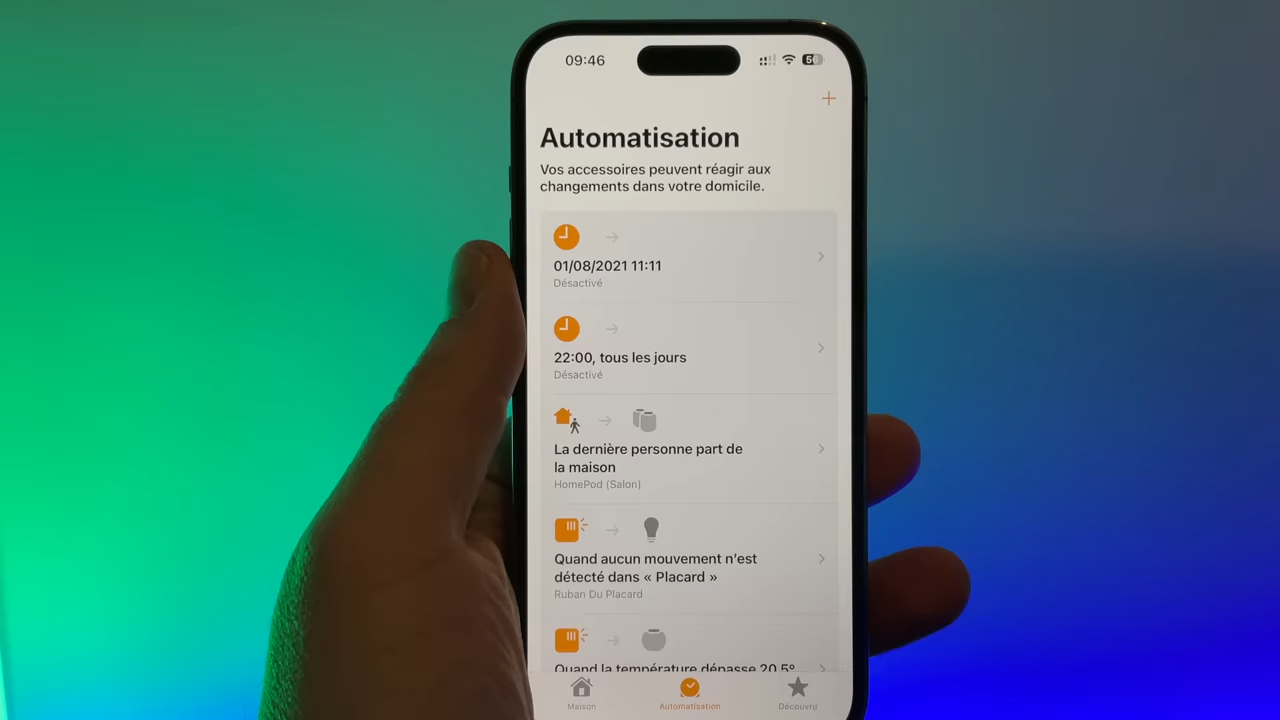 09:46
56
Automatisation
Vos accessoires peuvent réagir aux
changements dans votre domicile.
01/08/2021 11:11
Désactivé
22:00, tous les jours
Désactivé
La dernière personne part de
la maison
HomePod (Salon)
Quand aucun mouvement n'est
détecté dans « Placard »
Ruban Du Placard
Quand la température dépasse 20,5°
Maison
Automatisation
Découvrir